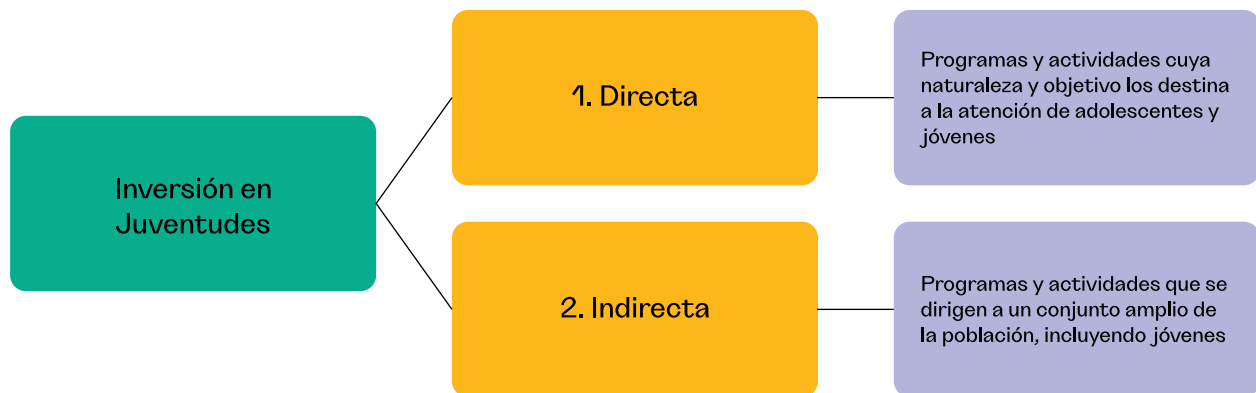 Inversión en
Juventudes
1. Directa
Programas y actividades cuya
naturaleza y objetivo los destina
a la atención de adolescentes y
jóvenes
2. Indirecta
Programas y actividades que se
dirigen a un conjunto amplio de
la población, incluyendo jóvenes